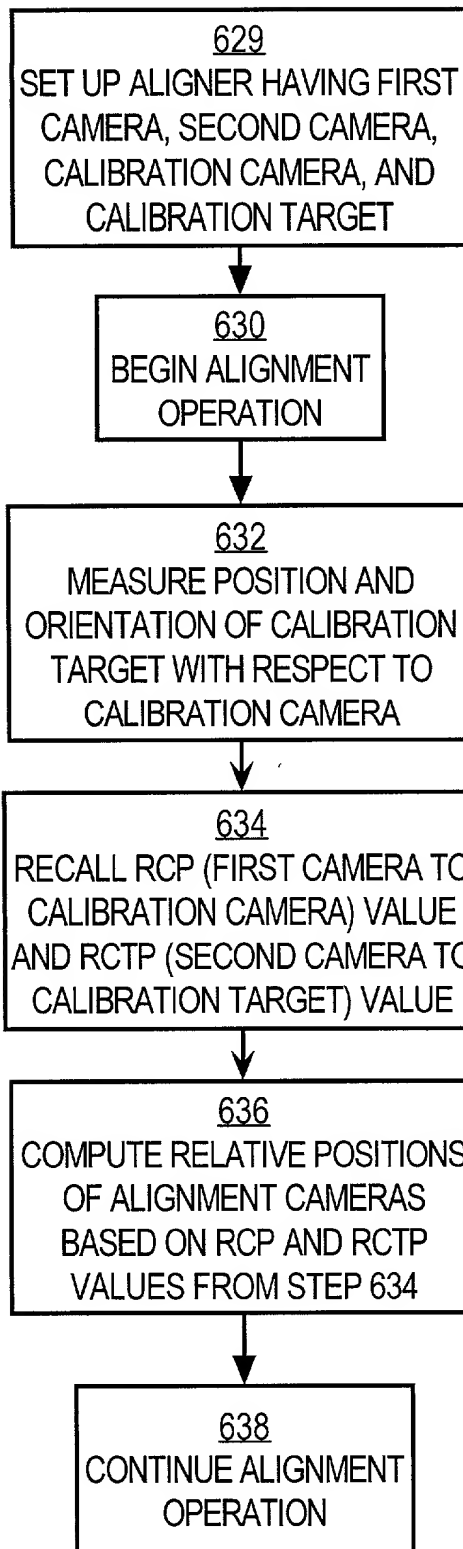 629
SET UP ALIGNER HAVING FIRST
CAMERA, SECOND CAMERA,
CALIBRATION CAMERA, AND
CALIBRATION TARGET
630
BEGIN ALIGNMENT
OPERATION
632
MEASURE POSITION AND
ORIENTATION OF CALIBRATION
TARGET WITH RESPECT TO
CALIBRATION CAMERA
634
RECALL RCP (FIRST CAMERA TO
CALIBRATION CAMERA) VALUE
AND RCTP (SECOND CAMERA TO
CALIBRATION TARGET) VALUE
636
COMPUTE RELATIVE POSITIONS
OF ALIGNMENT CAMERAS
BASED ON RCP AND RCTP
VALUES FROM STEP 634
638
CONTINUE ALIGNMENT
OPERATION